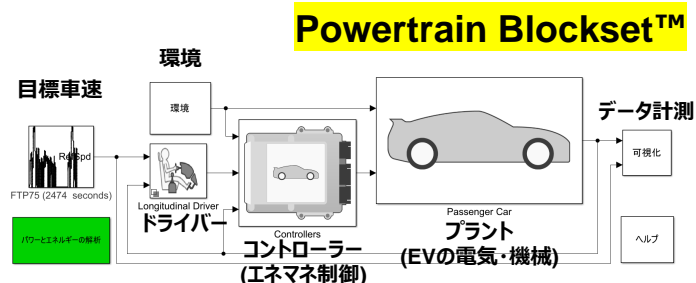 Powertrain Blockset™
環境
目標車速
環境
データ計測
RefSpd
可視化
FTP75 (2474 seconds)
Longitudinal Driver
ドライバー
Controllers
コントローラー
(エネマネ制御)
Passenger Car
プラント
(EVの電気・機械)
パワーとエネルギーの解析
ヘルプ